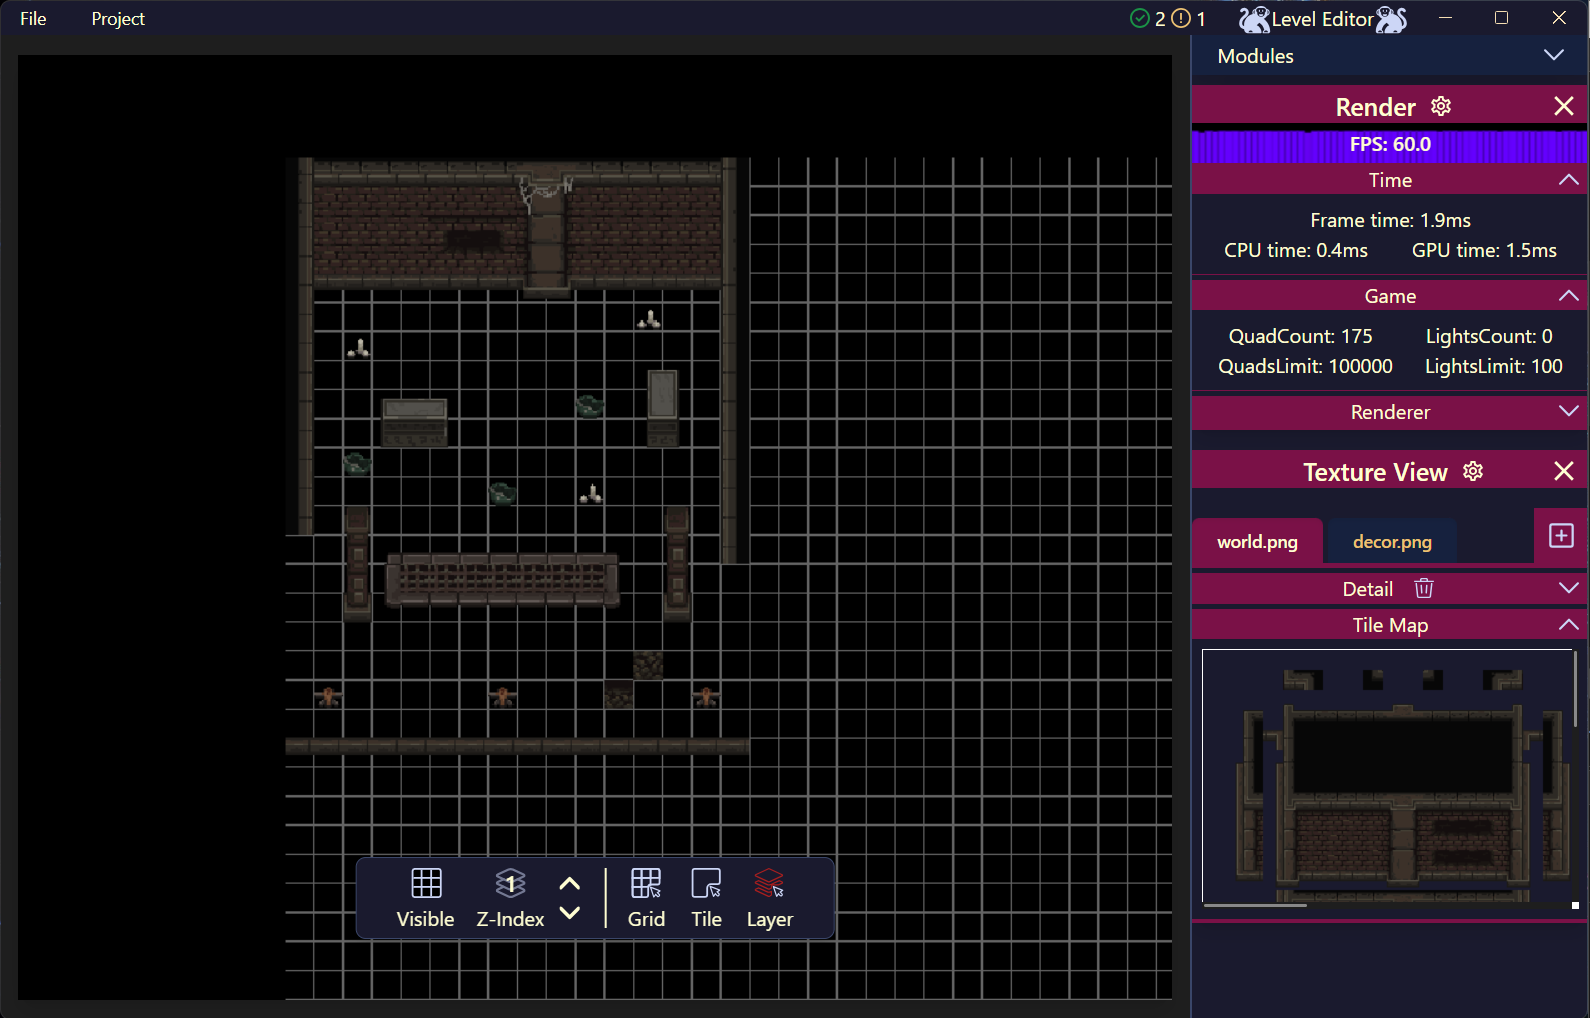 File Project 2 1 Level Editor
Modules
Render
FPS: 60.0
Time
Frame time: 1.9ms
CPU time: 0.4ms GPU time: 1.5ms
Game
QuadCount: 175 LightsCount: 0
QuadsLimit: 100000 LightsLimit: 100
Renderer
Texture View
world.png decor.png
Detail
Tile Map
1
Visible Z-Index Grid Tile Layer